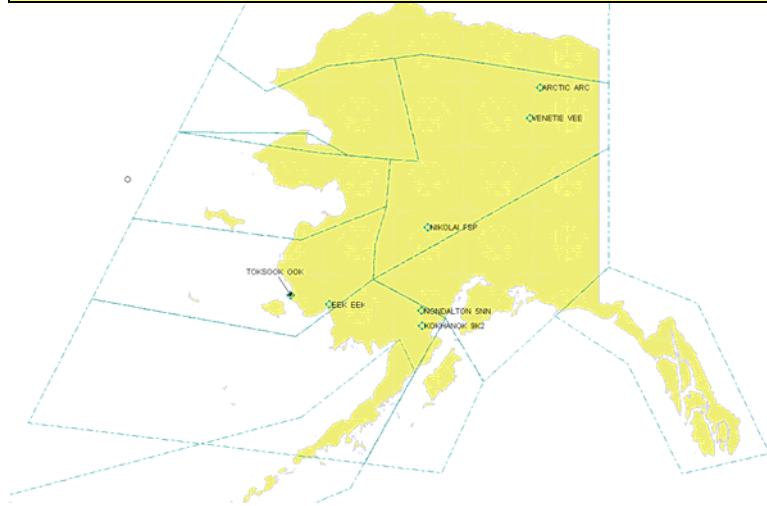 ARCTIC ARC
VENETIE VEE
NIKOLAI FSP
TOKSOOK OOK
EEK EEK
NONDALTON 5NN
KOKHANOK 9K2